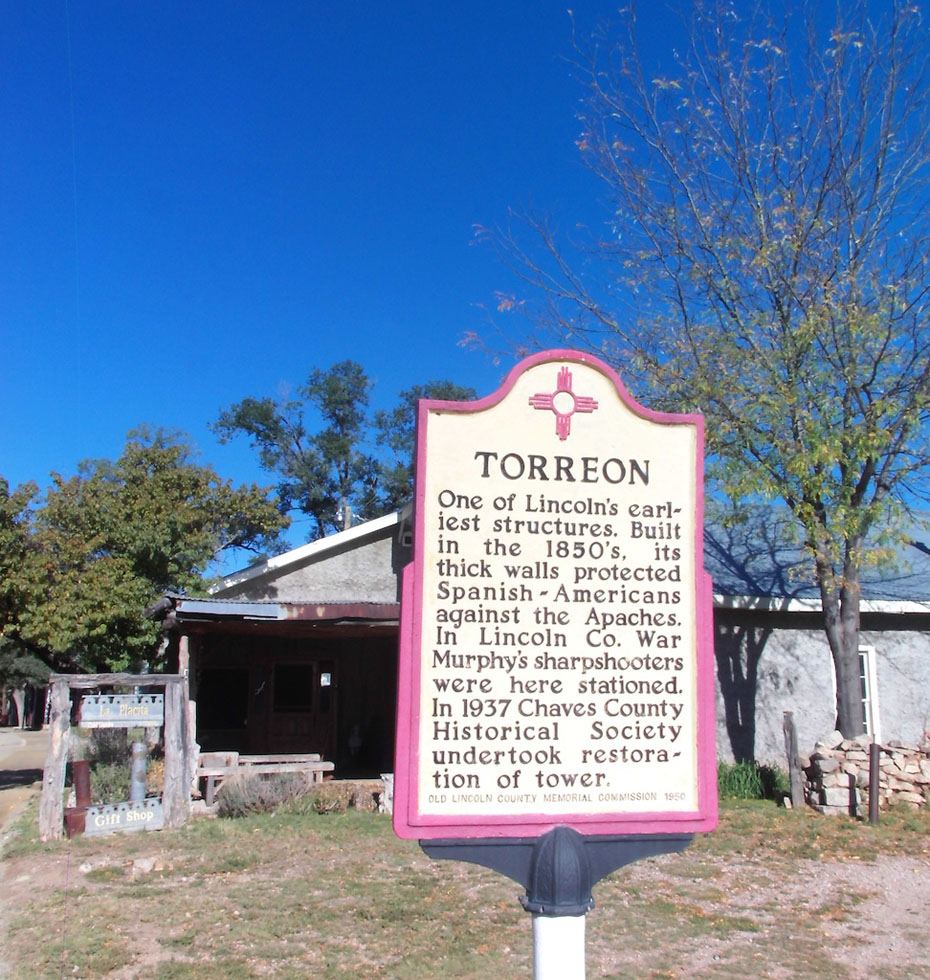 TORREON
One of Lincoln's earl-
iest structures. Built
in the 1850's, its
thick walls protected
Spanish-Americans
against the Apaches.
In Lincoln Co. War
Murphy's sharpshooters
were here stationed.
In 1937 Chaves County
Historical Society
undertook restora-
tion of tower.
OLD LINCOLN COUNTY MEMORIAL COMMISSION 1950
La Placita
Gift Shop